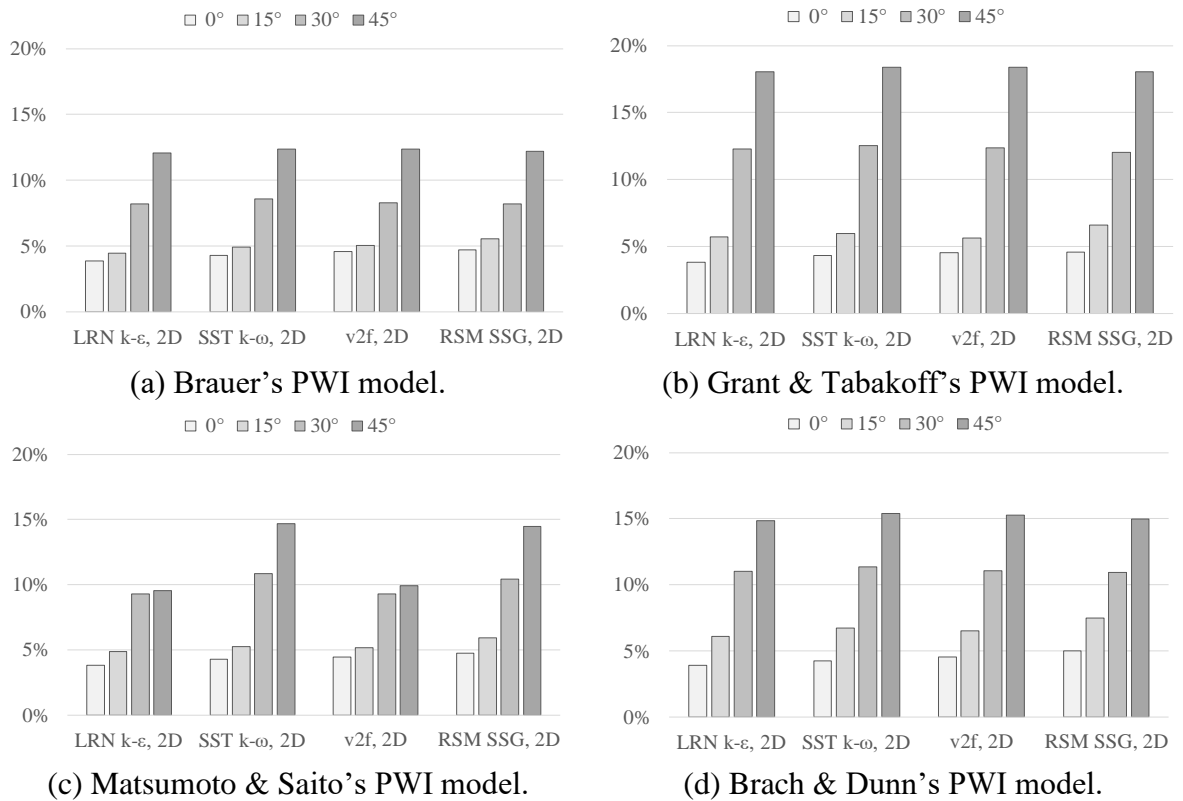 0° 15° 30° 45°
20%
15%
10%
5%
0%
LRN k-ε, 2D SST k-ω, 2D v2f, 2D RSM SSG, 2D
(a) Brauer’s PWI model.
0° 15° 30° 45°
20%
15%
10%
5%
0%
LRN k-ε, 2D SST k-ω, 2D v2f, 2D RSM SSG, 2D
(b) Grant & Tabakoff’s PWI model.
0° 15° 30° 45°
20%
15%
10%
5%
0%
LRN k-ε, 2D SST k-ω, 2D v2f, 2D RSM SSG, 2D
(c) Matsumoto & Saito’s PWI model.
0° 15° 30° 45°
20%
15%
10%
5%
0%
LRN k-ε, 2D SST k-ω, 2D v2f, 2D RSM SSG, 2D
(d) Brach & Dunn’s PWI model.